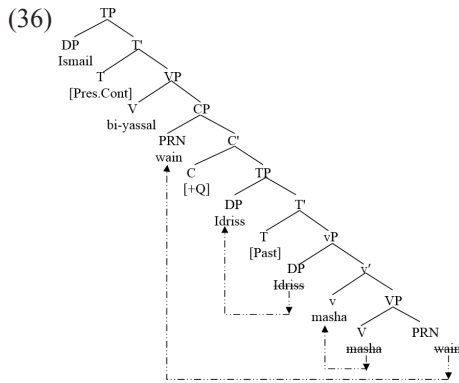 (36)
TP
DP T'
Ismail
T VP
[Pres.Cont]
V CP
bi-yassal
PRN C'
wain
C TP
[+Q]
DP T'
Idriss
T vP
[Past]
DP v'
Idriss
v VP
masha
V PRN
masha wain